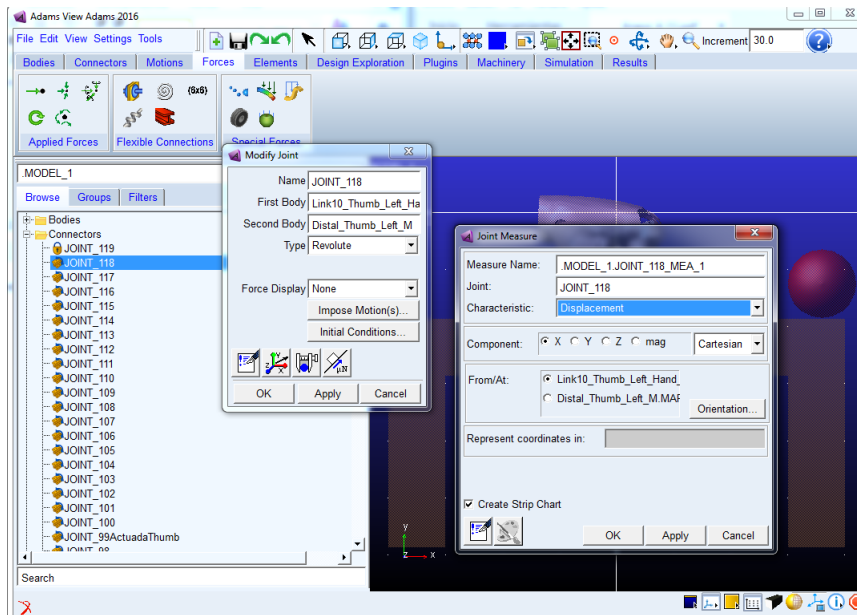 Adams View Adams 2016
File Edit View Settings Tools
Increment 30.0
Bodies Connectors Motions Forces Elements Design Exploration Plugins Machinery Simulation Results
(6x6)
Applied Forces Flexible Connections Special Forces
.MODEL_1
Browse Groups Filters
Bodies
Connectors
JOINT_119
JOINT_118
JOINT_117
JOINT_116
JOINT_115
JOINT_114
JOINT_113
JOINT_112
JOINT_111
JOINT_110
JOINT_109
JOINT_108
JOINT_107
JOINT_106
JOINT_105
JOINT_104
JOINT_103
JOINT_102
JOINT_101
JOINT_100
JOINT_99ActuadaThumb
JOINT_98
Search
Modify Joint
Name JOINT_118
First Body Link10_Thumb_Left_Ha
Second Body Distal_Thumb_Left_M
Type Revolute
Force Display None
Impose Motion(s)...
Initial Conditions...
OK Apply Cancel
Joint Measure
Measure Name: .MODEL_1.JOINT_118_MEA_1
Joint: JOINT_118
Characteristic: Displacement
Component: X Y Z mag Cartesian
From/At: Link10_Thumb_Left_Hand_
Distal_Thumb_Left_M.MAR
Orientation...
Represent coordinates in:
Create Strip Chart
OK Apply Cancel
y
z x